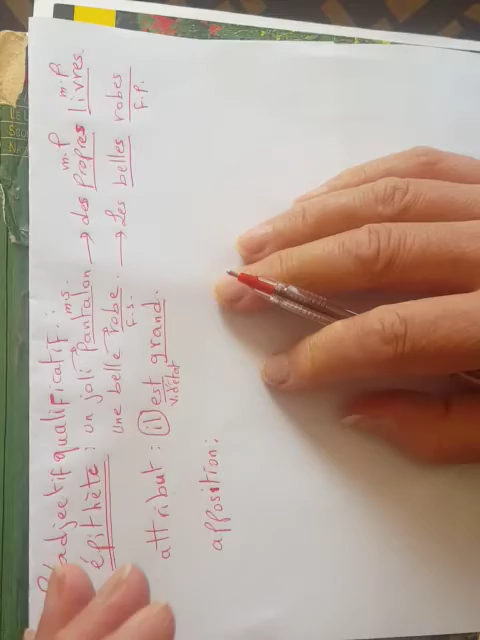 L'adjectif qualificatif :
m.s. m.p m.p.
épithète : un joli Pantalon → des propres livres.
une belle robe. → Les belles robes
F.S. F.P.
attribut : il est grand.
v.d'état
apposition :